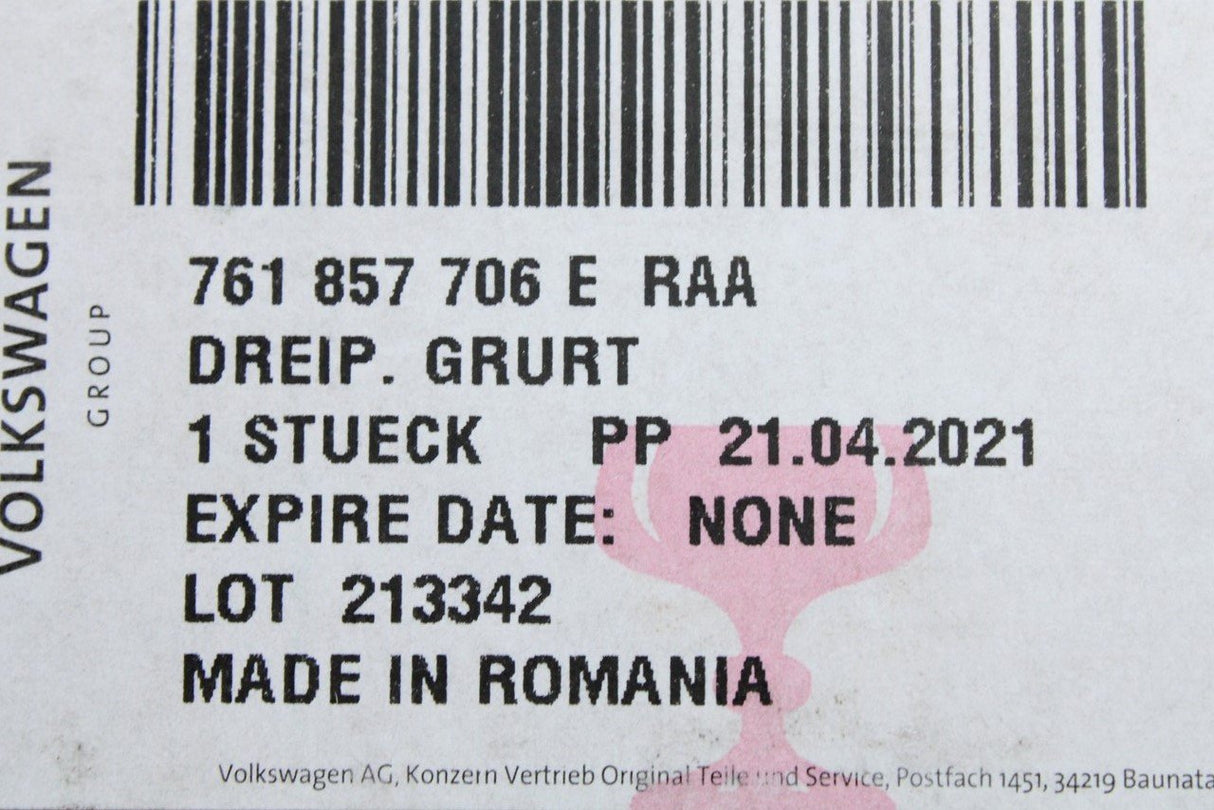 VOLKSWAGEN
GROUP
761 857 706 E RAA
DREIP. GRURT
1 STUECK PP 21.04.2021
EXPIRE DATE: NONE
LOT 213342
MADE IN ROMANIA
Volkswagen AG, Konzern Vertrieb Original Teile und Service, Postfach 1451, 34219 Baunata